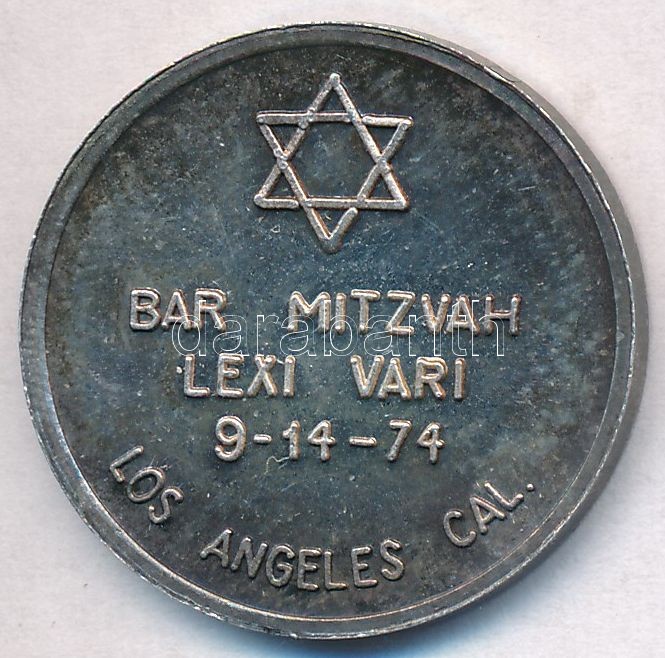 BAR MITZVAH
darabanth
LEXI VARI
9-14-74
LOS ANGELES CAL.